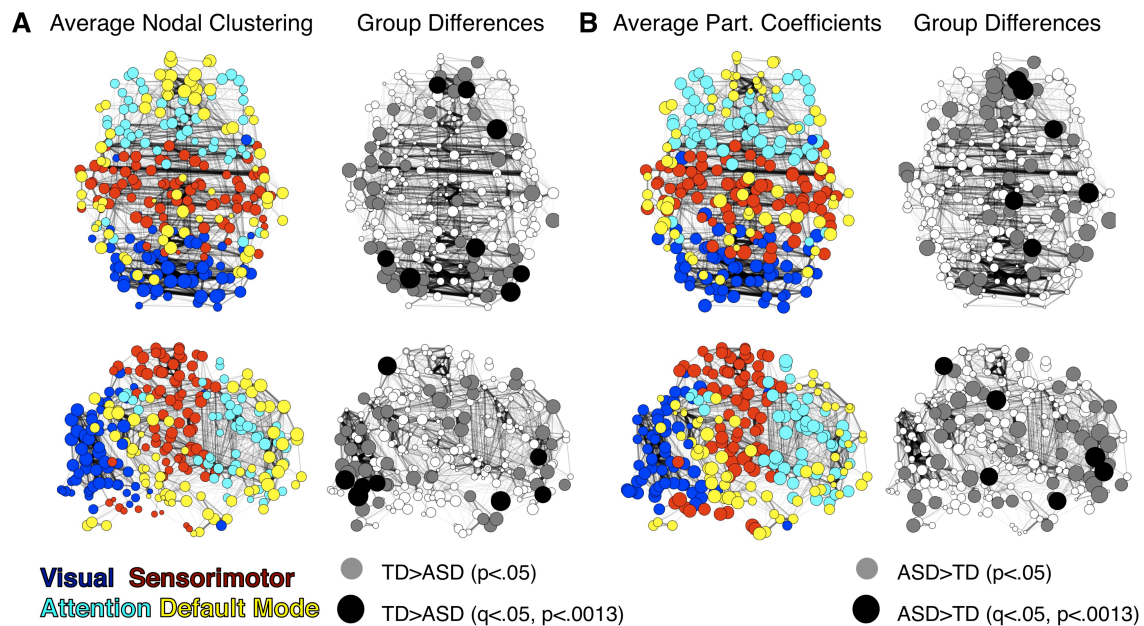 A Average Nodal Clustering Group Differences B Average Part. Coefficients Group Differences
Visual Sensorimotor
Attention Default Mode
TD>ASD (p<.05)
TD>ASD (q<.05, p<.0013)
ASD>TD (p<.05)
ASD>TD (q<.05, p<.0013)